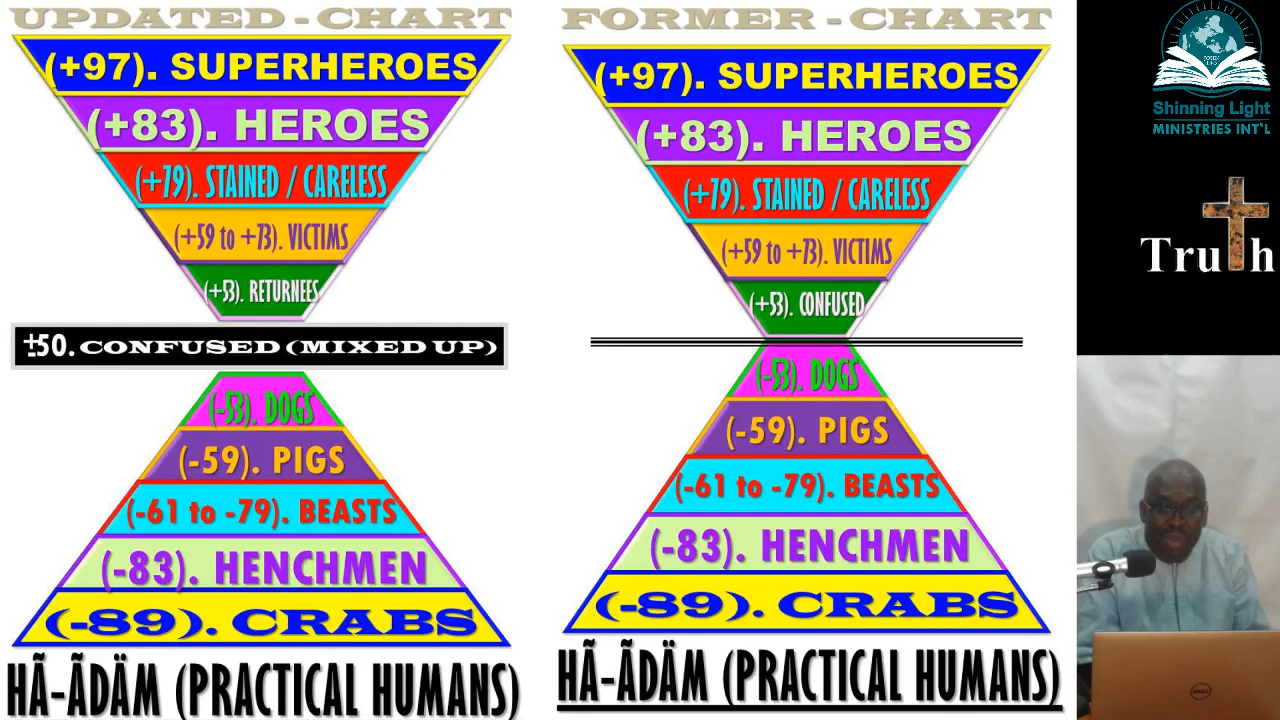 UPDATED - CHART
(+97). SUPERHEROES
(+83). HEROES
(+79). STAINED / CARELESS
(+59 to +73). VICTIMS
(+53). RETURNEES
±50. CONFUSED (MIXED UP)
(-53). DOGS
(-59). PIGS
(-61 to -79). BEASTS
(-83). HENCHMEN
(-89). CRABS
HÃ-ÃDÄM (PRACTICAL HUMANS)
FORMER - CHART
(+97). SUPERHEROES
(+83). HEROES
(+79). STAINED / CARELESS
(+59 to +73). VICTIMS
(+53). CONFUSED
(-53). DOGS
(-59). PIGS
(-61 to -79). BEASTS
(-83). HENCHMEN
(-89). CRABS
HÃ-ÃDÄM (PRACTICAL HUMANS)
Shinning Light
MINISTRIES INT'L
Truth
DELL